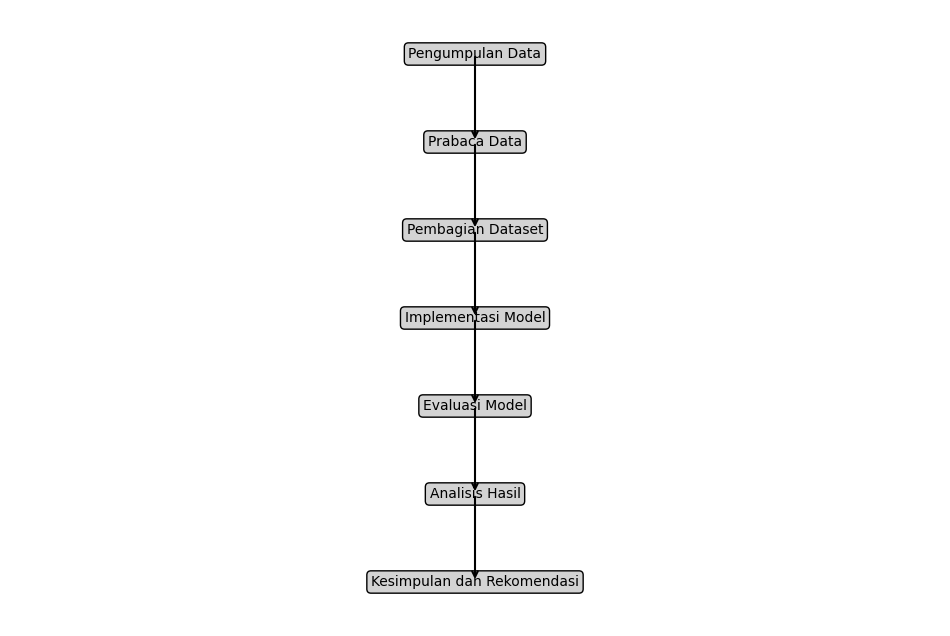 Pengumpulan Data
Prabaca Data
Pembagian Dataset
Implementasi Model
Evaluasi Model
Analisis Hasil
Kesimpulan dan Rekomendasi